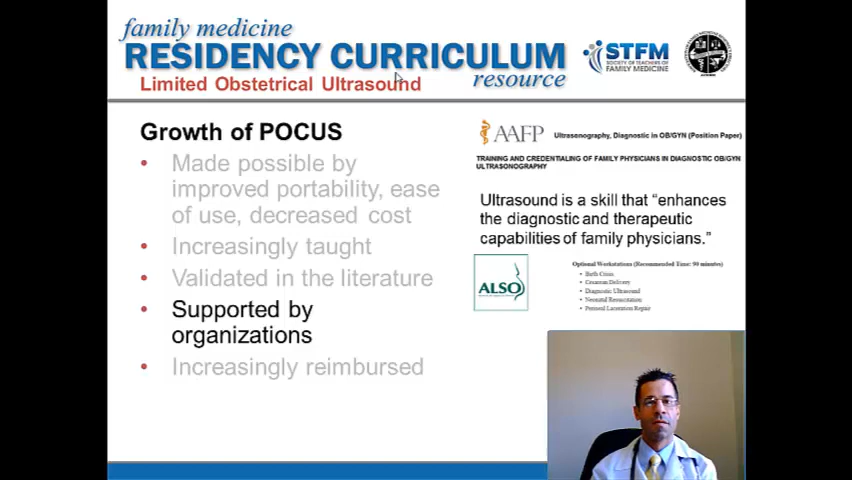 family medicine
RESIDENCY CURRICULUM
resource
STFM
SOCIETY OF TEACHERS
OF FAMILY MEDICINE
Limited Obstetrical Ultrasound
Growth of POCUS
• Made possible by
improved portability, ease
of use, decreased cost
• Increasingly taught
• Validated in the literature
• Supported by
organizations
• Increasingly reimbursed
AAFP Ultrasonography, Diagnostic in OB/GYN (Position Paper)
TRAINING AND CREDENTIALING OF FAMILY PHYSICIANS IN DIAGNOSTIC OB/GYN
ULTRASONOGRAPHY
Ultrasound is a skill that “enhances
the diagnostic and therapeutic
capabilities of family physicians.”
ALSO
Optional Workstations (Recommended Time: 90 minutes)
• Birth Crisis
• Cesarean Delivery
• Diagnostic Ultrasound
• Neonatal Resuscitation
• Perineal Laceration Repair